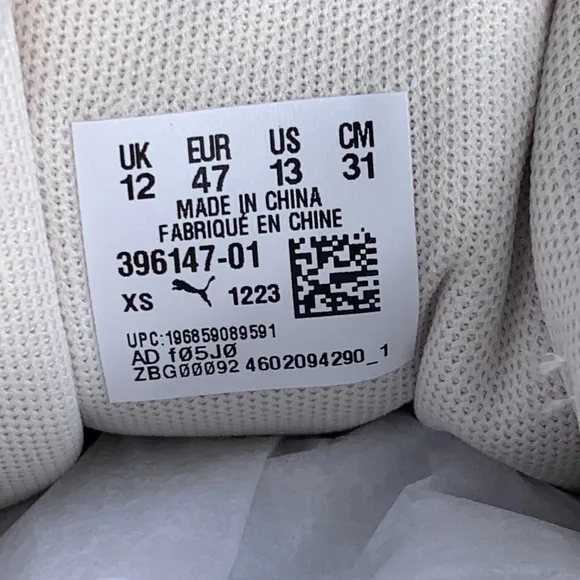 UK EUR US CM
12 47 13 31
MADE IN CHINA
FABRIQUÉ EN CHINE
396147-01
XS 1223
UPC:196859089591
AD f05J0
ZBG00092 4602094290_1